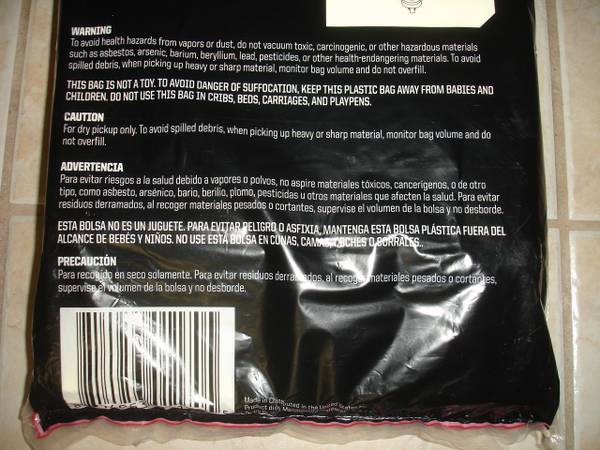 WARNING
To avoid health hazards from vapors or dust, do not vacuum toxic, carcinogenic, or other hazardous materials
such as asbestos, arsenic, barium, beryllium, lead, pesticides, or other health-endangering materials. To avoid
spilled debris, when picking up heavy or sharp material, monitor bag volume and do not overfill.
THIS BAG IS NOT A TOY. TO AVOID DANGER OF SUFFOCATION, KEEP THIS PLASTIC BAG AWAY FROM BABIES AND
CHILDREN. DO NOT USE THIS BAG IN CRIBS, BEDS, CARRIAGES, AND PLAYPENS.
CAUTION
For dry pickup only. To avoid spilled debris, when picking up heavy or sharp material, monitor bag volume and do
not overfill.
ADVERTENCIA
Para evitar riesgos a la salud debido a vapores o polvos, no aspire materiales tóxicos, cancerígenos, o de otro
tipo, como asbesto, arsénico, bario, berilio, plomo, pesticidas u otros materiales que afecten la salud. Para evitar
residuos derramados, al recoger materiales pesados o cortantes, supervise el volumen de la bolsa y no desborde.
ESTA BOLSA NO ES UN JUGUETE. PARA EVITAR PELIGRO O ASFIXIA, MANTENGA ESTA BOLSA PLÁSTICA FUERA DEL
ALCANCE DE BEBÉS Y NIÑOS. NO USE ESTA BOLSA EN CUNAS, CAMAS, COCHES O CORRALES..
PRECAUCIÓN
Para recogido en seco solamente. Para evitar residuos derramados, al recoger materiales pesados o cortantes,
supervise el volumen de la bolsa y no desborde.
Made in
Product